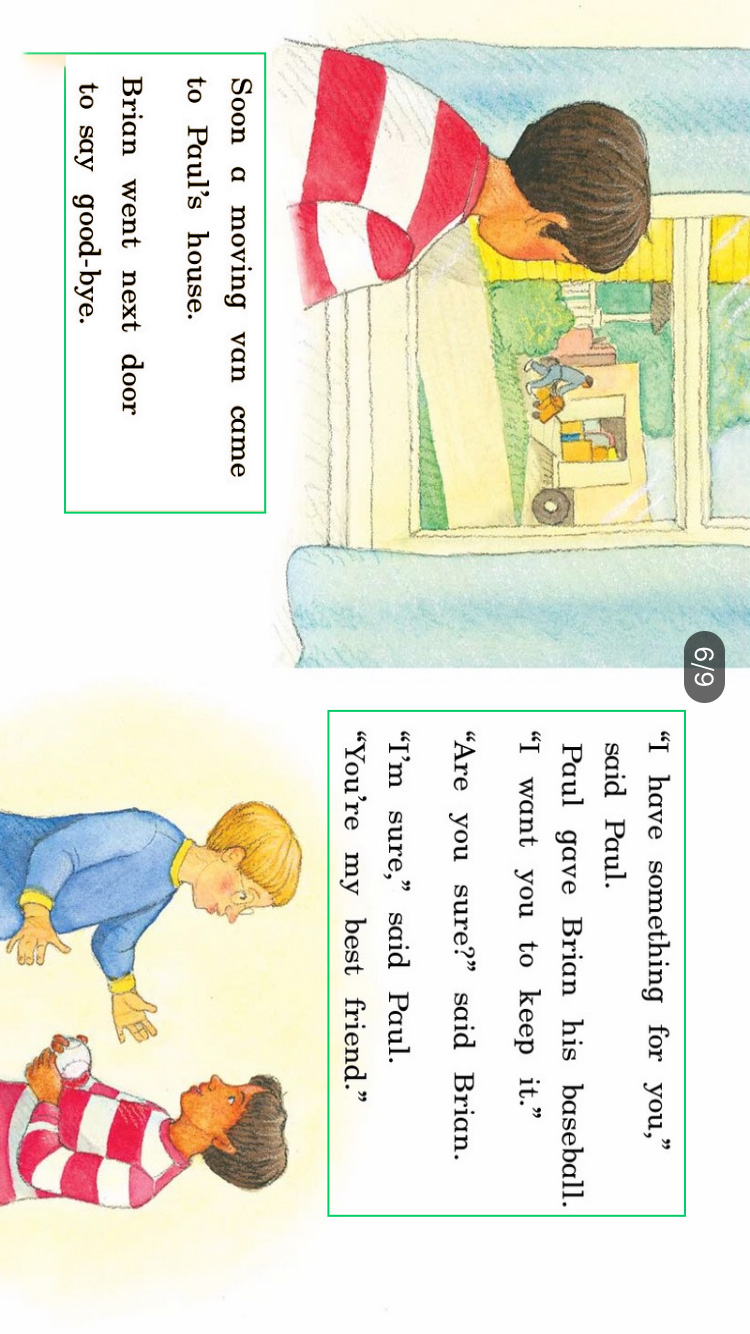 Soon a moving van came
to Paul's house.
Brian went next door
to say good-bye.
6/9
“I have something for you,”
said Paul.
Paul gave Brian his baseball.
“I want you to keep it.”
“Are you sure?” said Brian.
“I'm sure,” said Paul.
“You're my best friend.”